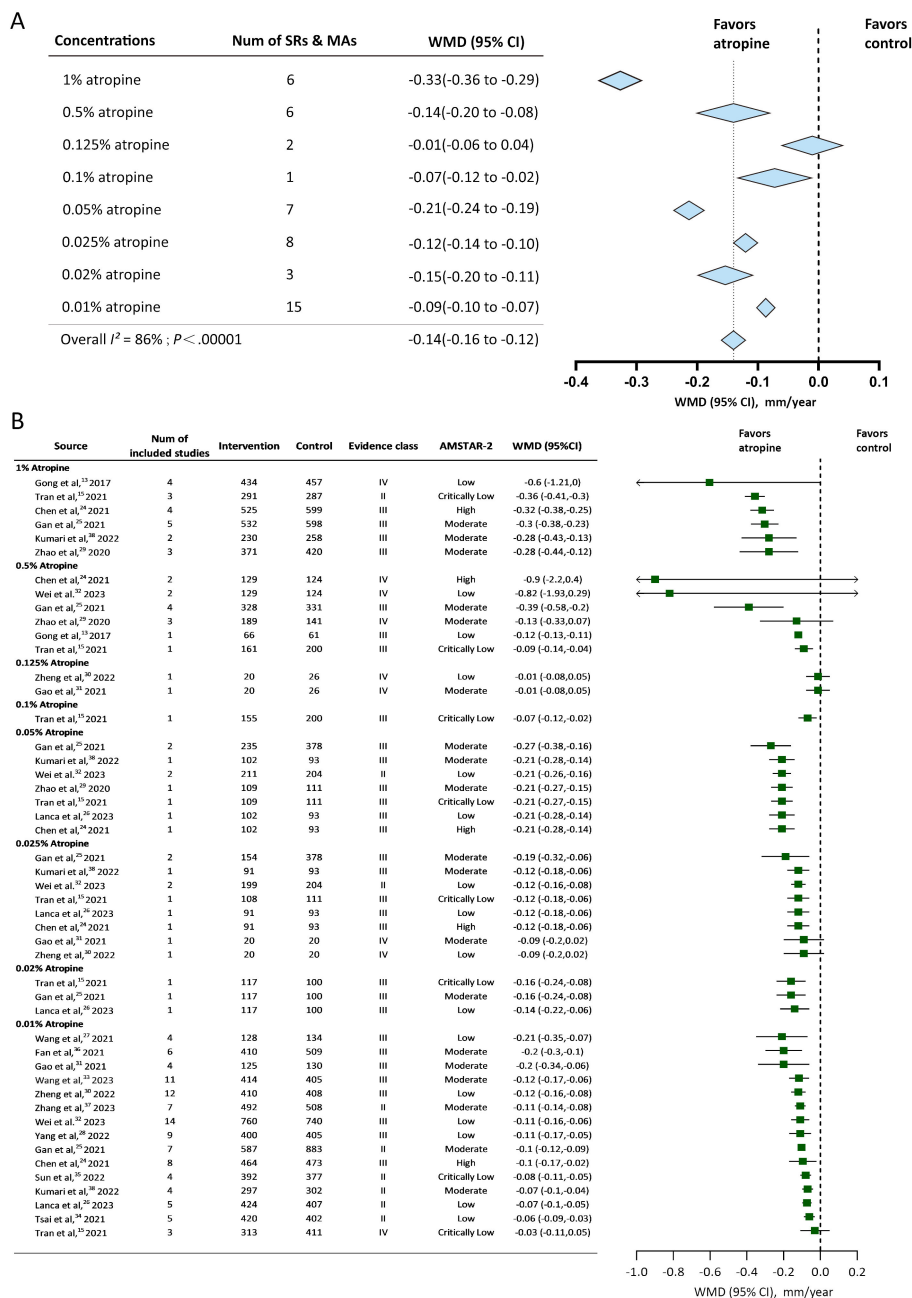 A
Concentrations Num of SRs & MAs WMD (95% CI) Favors atropine Favors control
1% atropine 6 -0.33(-0.36 to -0.29)
0.5% atropine 6 -0.14(-0.20 to -0.08)
0.125% atropine 2 -0.01(-0.06 to 0.04)
0.1% atropine 1 -0.07(-0.12 to -0.02)
0.05% atropine 7 -0.21(-0.24 to -0.19)
0.025% atropine 8 -0.12(-0.14 to -0.10)
0.02% atropine 3 -0.15(-0.20 to -0.11)
0.01% atropine 15 -0.09(-0.10 to -0.07)
Overall I² = 86% ; P＜.00001 -0.14(-0.16 to -0.12)
-0.4 -0.3 -0.2 -0.1 0.0 0.1
WMD (95% CI), mm/year
B
Source Num of included studies Intervention Control Evidence class AMSTAR-2 WMD (95%CI) Favors atropine Favors control
1% Atropine
Gong et al,13 2017 4 434 457 IV Low -0.6 (-1.21,0)
Tran et al,15 2021 3 291 287 II Critically Low -0.36 (-0.41,-0.3)
Chen et al,24 2021 4 525 599 III High -0.32 (-0.38,-0.25)
Gan et al,25 2021 5 532 598 III Moderate -0.3 (-0.38,-0.23)
Kumari et al,38 2022 2 230 258 III Moderate -0.28 (-0.43,-0.13)
Zhao et al,29 2020 3 371 420 III Moderate -0.28 (-0.44,-0.12)
0.5% Atropine
Chen et al,24 2021 2 129 124 IV High -0.9 (-2.2,0.4)
Wei et al.32 2023 2 129 124 IV Low -0.82 (-1.93,0.29)
Gan et al,25 2021 4 328 331 III Moderate -0.39 (-0.58,-0.2)
Zhao et al,29 2020 3 189 141 IV Moderate -0.13 (-0.33,0.07)
Gong et al,13 2017 1 66 61 III Low -0.12 (-0.13,-0.11)
Tran et al,15 2021 1 161 200 III Critically Low -0.09 (-0.14,-0.04)
0.125% Atropine
Zheng et al,30 2022 1 20 26 IV Low -0.01 (-0.08,0.05)
Gao et al,31 2021 1 20 26 IV Moderate -0.01 (-0.08,0.05)
0.1% Atropine
Tran et al,15 2021 1 155 200 III Critically Low -0.07 (-0.12,-0.02)
0.05% Atropine
Gan et al,25 2021 2 235 378 III Moderate -0.27 (-0.38,-0.16)
Kumari et al,38 2022 1 102 93 III Moderate -0.21 (-0.28,-0.14)
Wei et al.32 2023 2 211 204 II Low -0.21 (-0.26,-0.16)
Zhao et al,29 2020 1 109 111 III Moderate -0.21 (-0.27,-0.15)
Tran et al,15 2021 1 109 111 III Critically Low -0.21 (-0.27,-0.15)
Lanca et al,26 2023 1 102 93 III Low -0.21 (-0.28,-0.14)
Chen et al,24 2021 1 102 93 III High -0.21 (-0.28,-0.14)
0.025% Atropine
Gan et al,25 2021 2 154 378 III Moderate -0.19 (-0.32,-0.06)
Kumari et al,38 2022 1 91 93 III Moderate -0.12 (-0.18,-0.06)
Wei et al.32 2023 2 199 204 II Low -0.12 (-0.16,-0.08)
Tran et al,15 2021 1 108 111 III Critically Low -0.12 (-0.18,-0.06)
Lanca et al,26 2023 1 91 93 III Low -0.12 (-0.18,-0.06)
Chen et al,24 2021 1 91 93 III High -0.12 (-0.18,-0.06)
Gao et al,31 2021 1 20 20 IV Moderate -0.09 (-0.2,0.02)
Zheng et al,30 2022 1 20 20 IV Low -0.09 (-0.2,0.02)
0.02% Atropine
Tran et al,15 2021 1 117 100 III Critically Low -0.16 (-0.24,-0.08)
Gan et al,25 2021 1 117 100 III Moderate -0.16 (-0.24,-0.08)
Lanca et al,26 2023 1 117 100 III Low -0.14 (-0.22,-0.06)
0.01% Atropine
Wang et al,27 2021 4 128 134 III Low -0.21 (-0.35,-0.07)
Fan et al,36 2021 6 410 509 III Moderate -0.2 (-0.3,-0.1)
Gao et al,31 2021 4 125 130 III Moderate -0.2 (-0.34,-0.06)
Wang et al,33 2023 11 414 405 III Moderate -0.12 (-0.17,-0.06)
Zheng et al,30 2022 12 410 408 III Low -0.12 (-0.16,-0.08)
Zhang et al,37 2023 7 492 508 II Moderate -0.11 (-0.14,-0.08)
Wei et al.32 2023 14 760 740 III Low -0.11 (-0.16,-0.06)
Yang et al,28 2022 9 400 405 III Low -0.11 (-0.17,-0.05)
Gan et al,25 2021 7 587 883 II Moderate -0.1 (-0.12,-0.09)
Chen et al,24 2021 8 464 473 III High -0.1 (-0.17,-0.02)
Sun et al,35 2022 4 392 377 II Critically Low -0.08 (-0.11,-0.05)
Kumari et al,38 2022 4 297 302 II Moderate -0.07 (-0.1,-0.04)
Lanca et al,26 2023 5 424 407 II Low -0.07 (-0.1,-0.05)
Tsai et al,34 2021 5 420 402 II Low -0.06 (-0.09,-0.03)
Tran et al,15 2021 3 313 411 IV Critically Low -0.03 (-0.11,0.05)
-1.0 -0.8 -0.6 -0.4 -0.2 0.0 0.2
WMD (95% CI), mm/year